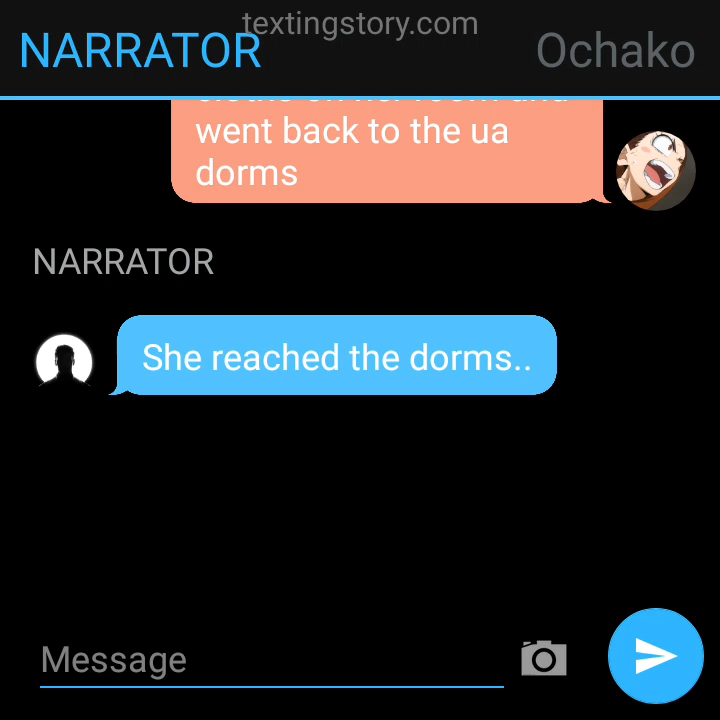 textingstory.com
NARRATOR
Ochako
went back to the ua
dorms
NARRATOR
She reached the dorms..
Message